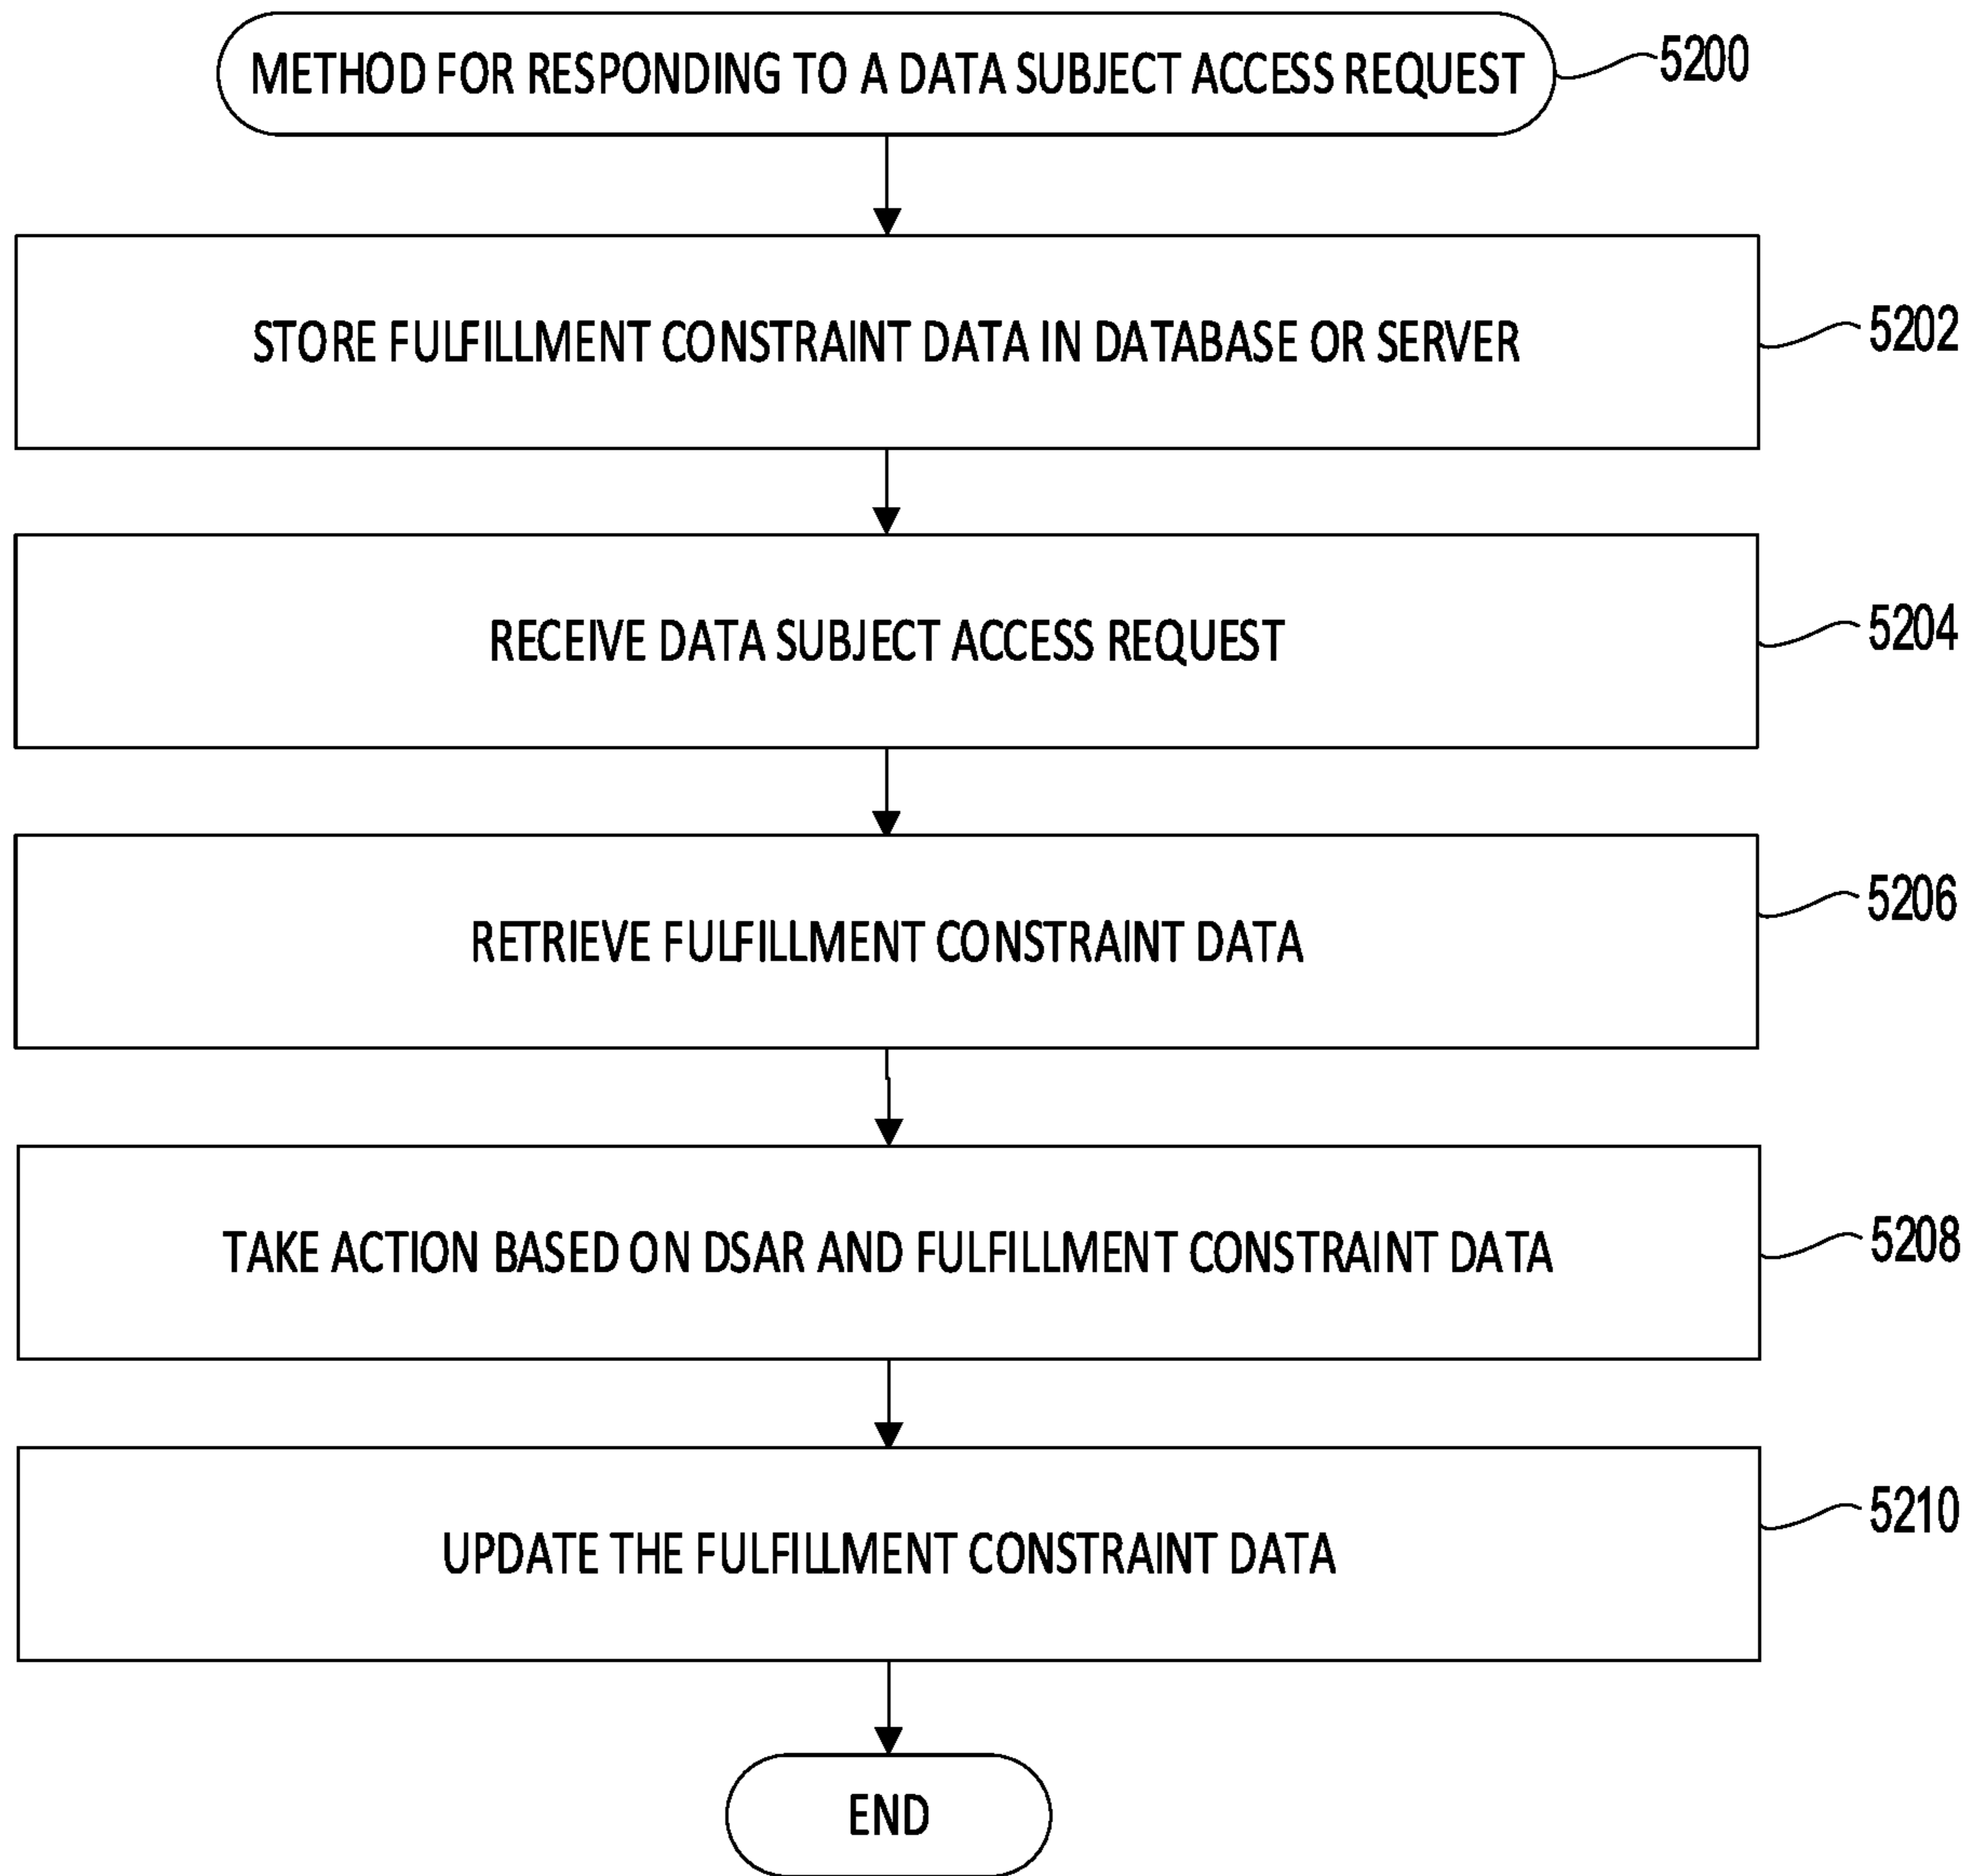 METHOD FOR RESPONDING TO A DATA SUBJECT ACCESS REQUEST
5200
STORE FULFILLMENT CONSTRAINT DATA IN DATABASE OR SERVER
5202
RECEIVE DATA SUBJECT ACCESS REQUEST
5204
RETRIEVE FULFILLMENT CONSTRAINT DATA
5206
TAKE ACTION BASED ON DSAR AND FULFILLMENT CONSTRAINT DATA
5208
UPDATE THE FULFILLMENT CONSTRAINT DATA
5210
END